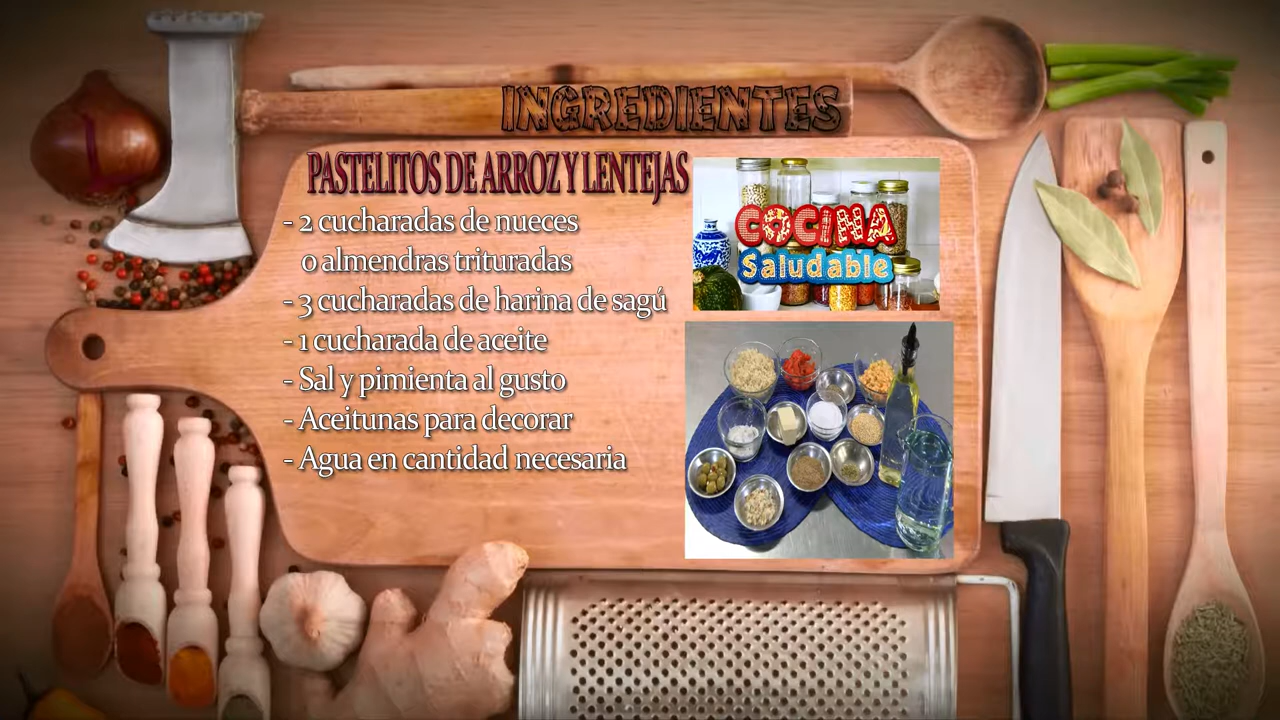 INGREDIENTES
PASTELITOS DE ARROZ Y LENTEJAS
- 2 cucharadas de nueces
o almendras trituradas
- 3 cucharadas de harina de sagú
- 1 cucharada de aceite
- Sal y pimienta al gusto
- Aceitunas para decorar
- Agua en cantidad necesaria
COCINA
Saludable